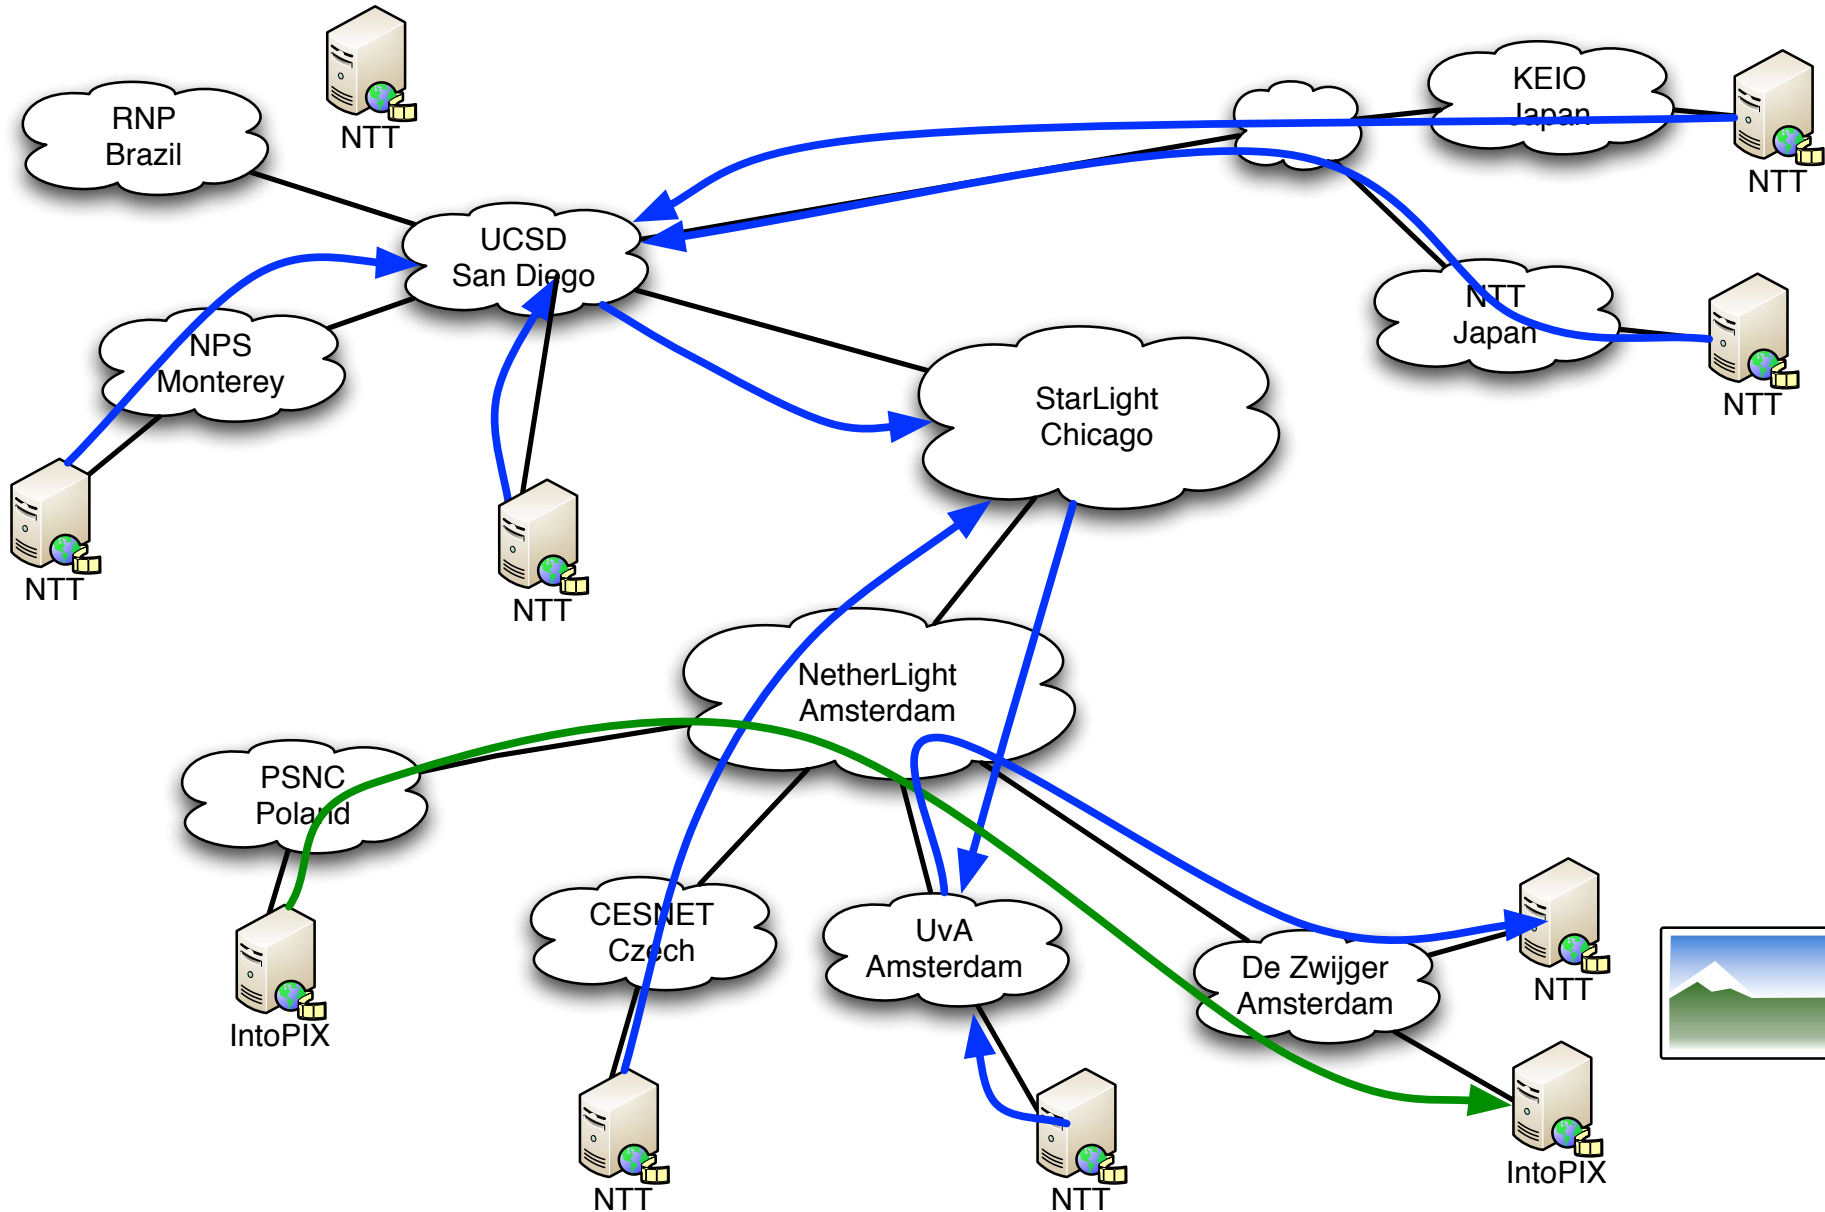 NTT
RNP
Brazil
KEIO
Japan
NTT
UCSD
San Diego
NTT
Japan
NTT
NPS
Monterey
StarLight
Chicago
NTT
NTT
NetherLight
Amsterdam
PSNC
Poland
CESNET
Czech
UvA
Amsterdam
De Zwijger
Amsterdam
NTT
IntoPIX
IntoPIX
NTT
NTT